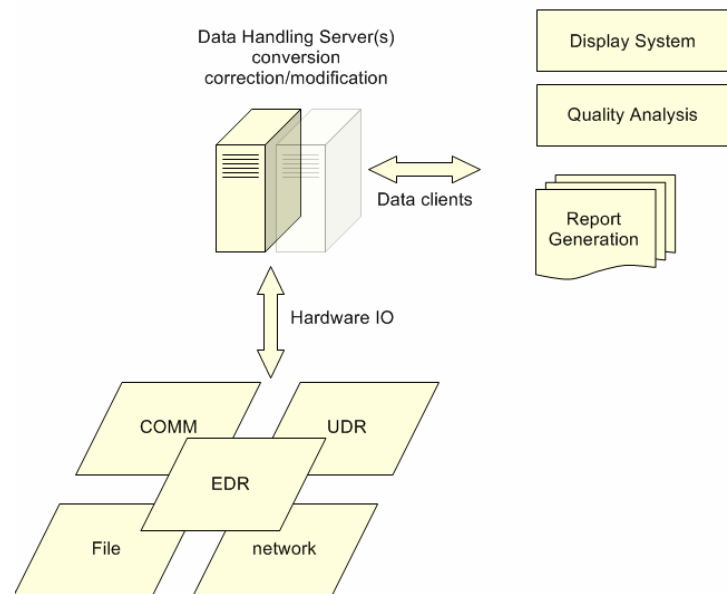 Data Handling Server(s)
conversion
correction/modification
Display System
Quality Analysis
Data clients
Report
Generation
Hardware IO
COMM
UDR
EDR
File
network